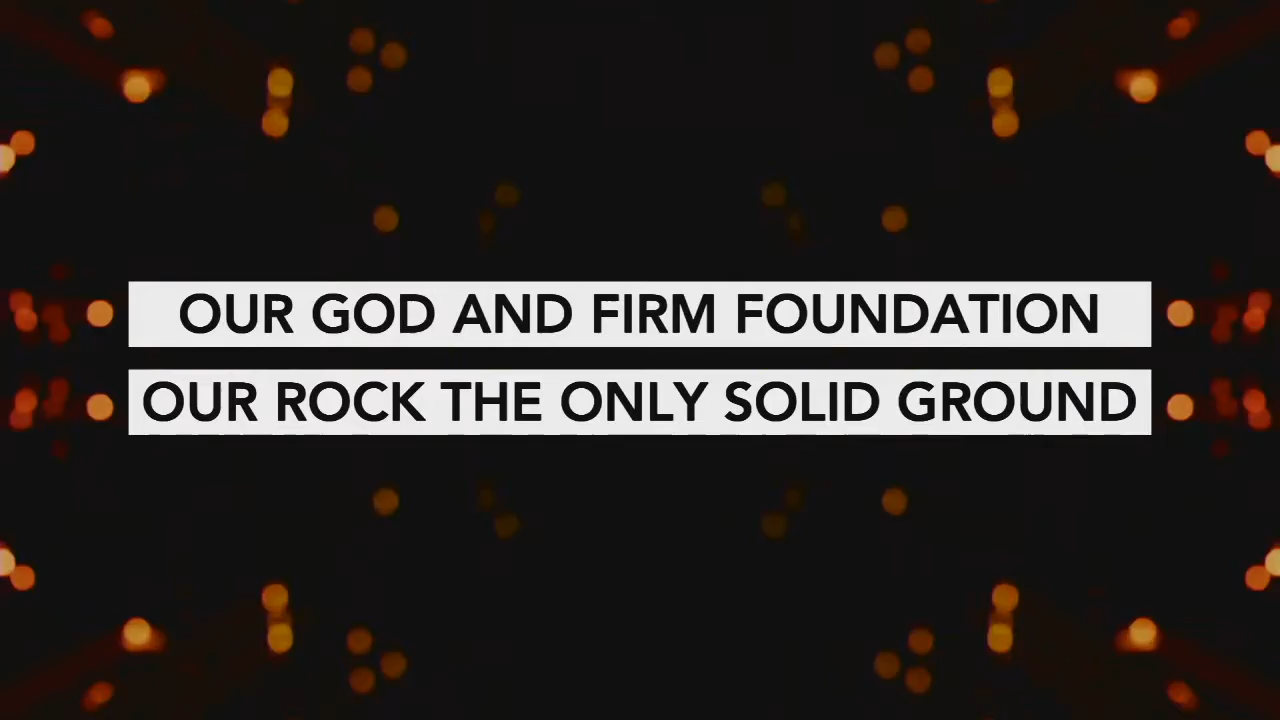 OUR GOD AND FIRM FOUNDATION
OUR ROCK THE ONLY SOLID GROUND